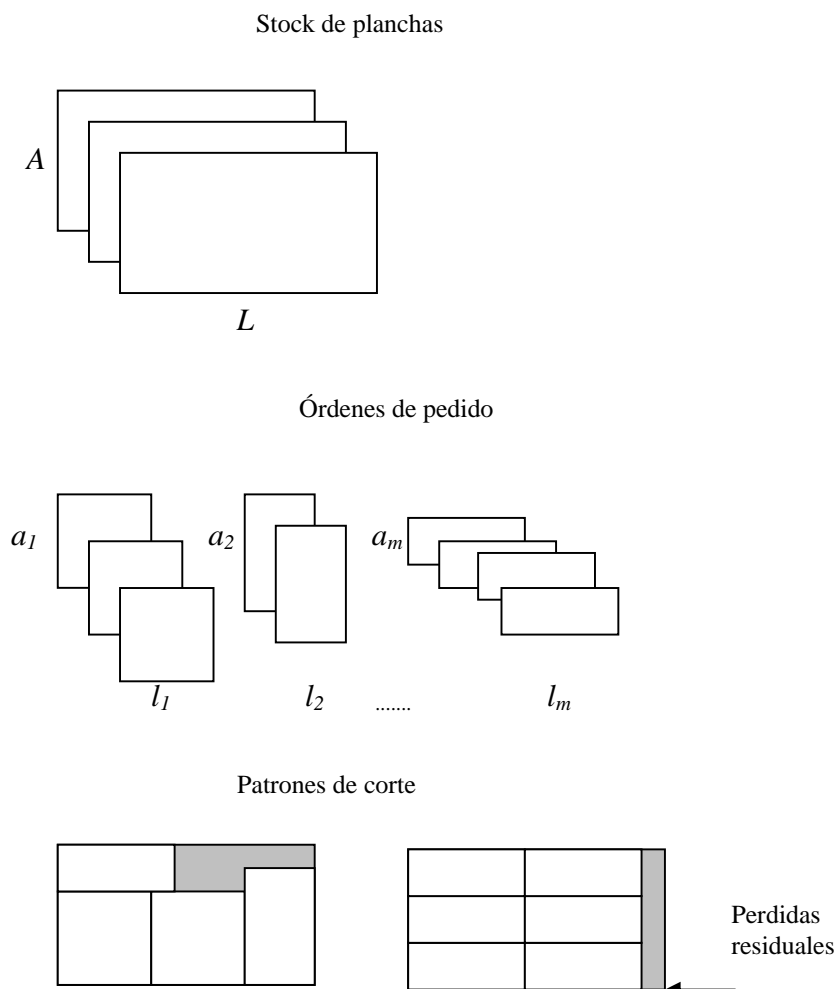 Stock de planchas
A
L
Órdenes de pedido
a1 a2 am
l1 l2 ....... lm
Patrones de corte
Perdidas
residuales